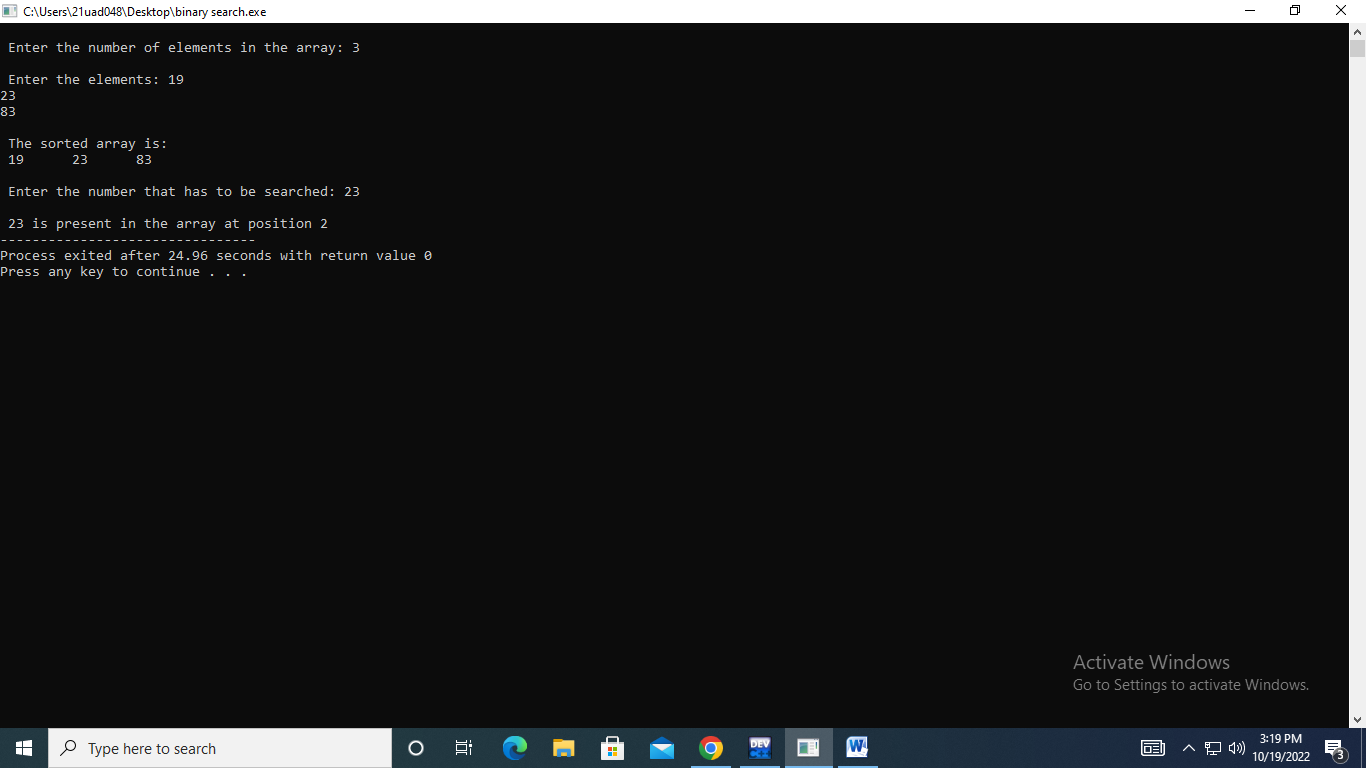 C:\Users\21uad048\Desktop\binary search.exe
Enter the number of elements in the array: 3
Enter the elements: 19
23
83
The sorted array is:
19 23 83
Enter the number that has to be searched: 23
23 is present in the array at position 2
--------------------------------
Process exited after 24.96 seconds with return value 0
Press any key to continue . . .
Activate Windows
Go to Settings to activate Windows.
Type here to search
DEV
W
3:19 PM
10/19/2022
3